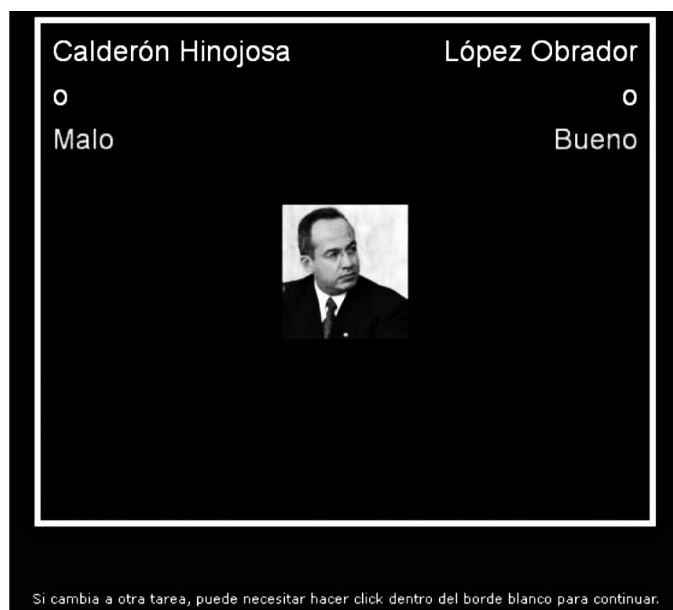 Calderón Hinojosa López Obrador
o o
Malo Bueno
Si cambia a otra tarea, puede necesitar hacer click dentro del borde blanco para continuar.